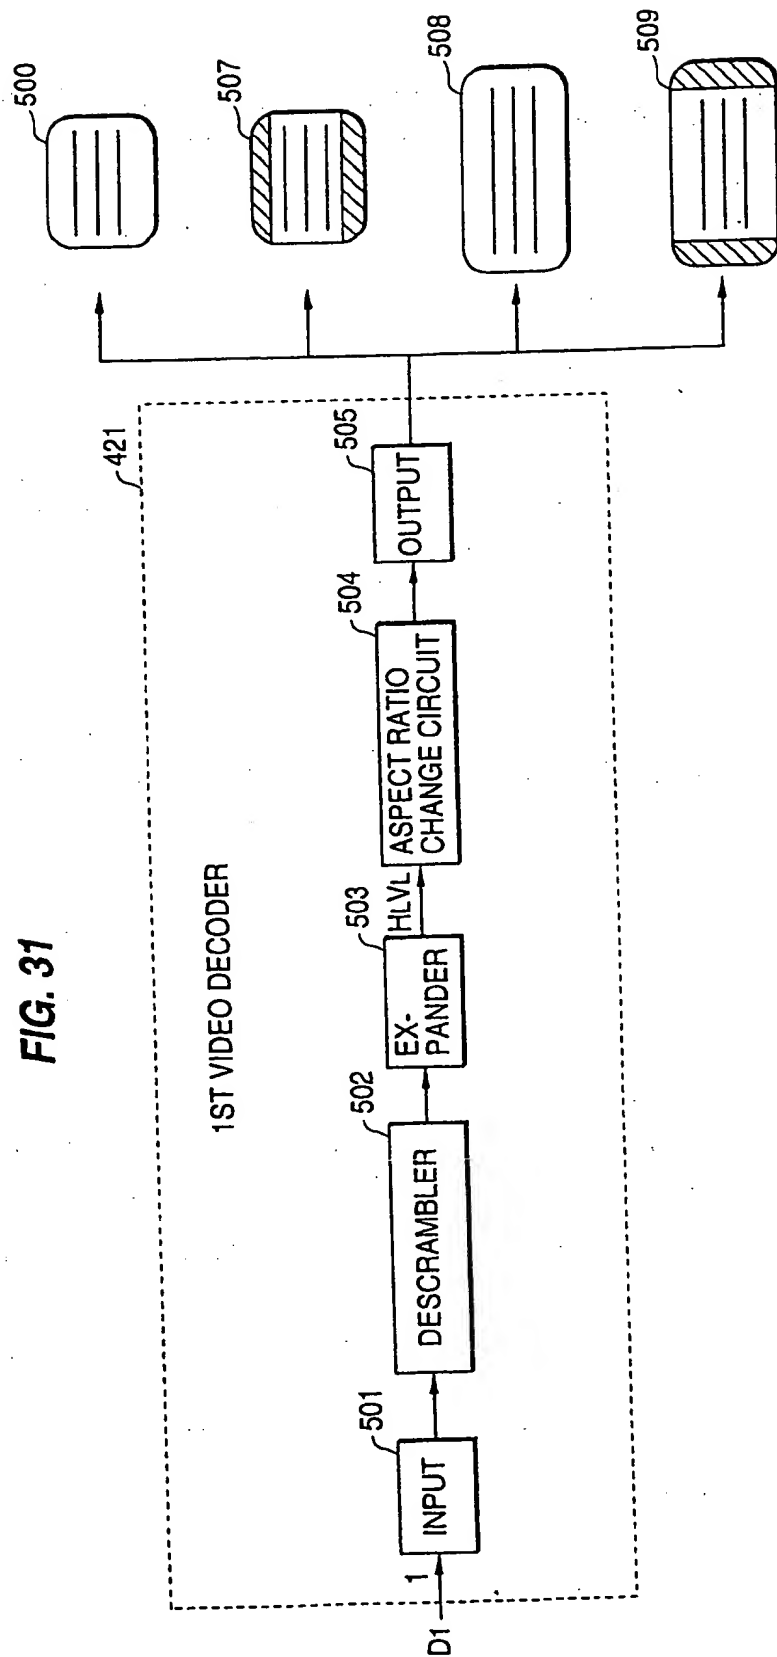 FIG. 31
1ST VIDEO DECODER
421
D1
1
501
INPUT
502
DESCRAMBLER
503
EX-
PANDER
HLVL
504
ASPECT RATIO
CHANGE CIRCUIT
505
OUTPUT
500
507
508
509